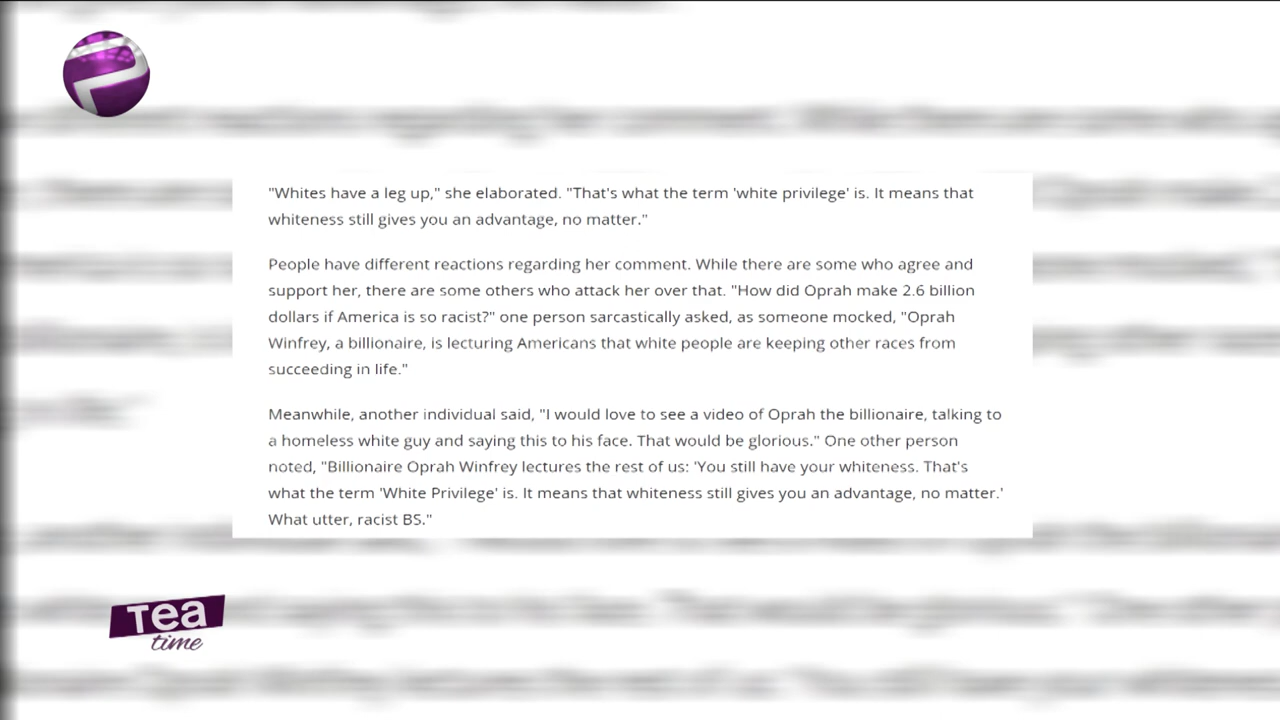 "Whites have a leg up," she elaborated. "That's what the term 'white privilege' is. It means that
whiteness still gives you an advantage, no matter."
People have different reactions regarding her comment. While there are some who agree and
support her, there are some others who attack her over that. "How did Oprah make 2.6 billion
dollars if America is so racist?" one person sarcastically asked, as someone mocked, "Oprah
Winfrey, a billionaire, is lecturing Americans that white people are keeping other races from
succeeding in life."
Meanwhile, another individual said, "I would love to see a video of Oprah the billionaire, talking to
a homeless white guy and saying this to his face. That would be glorious." One other person
noted, "Billionaire Oprah Winfrey lectures the rest of us: 'You still have your whiteness. That's
what the term 'White Privilege' is. It means that whiteness still gives you an advantage, no matter.'
What utter, racist BS."
Tea
time